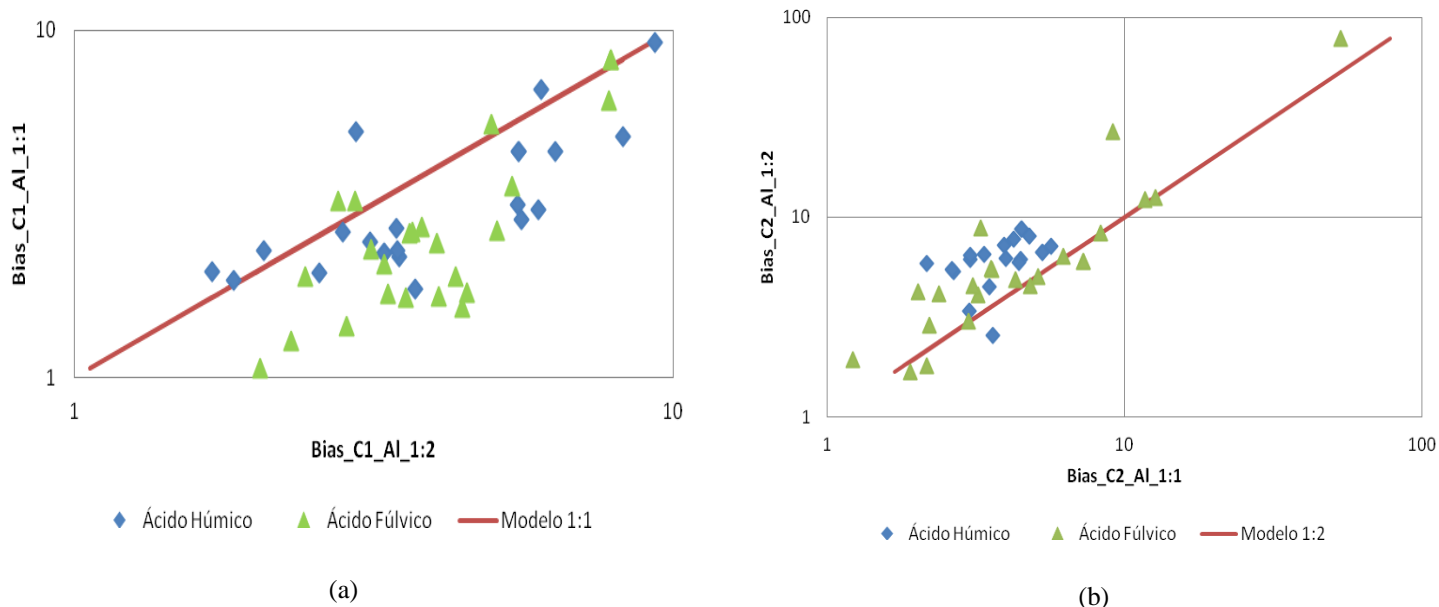 10
1
1
10
Bias_C1_Al_1:1
Bias_C1_Al_1:2
Ácido Húmico Ácido Fúlvico Modelo 1:1
(a)
100
10
1
1
10
100
Bias_C2_Al_1:2
Bias_C2_Al_1:1
Ácido Húmico Ácido Fúlvico Modelo 1:2
(b)